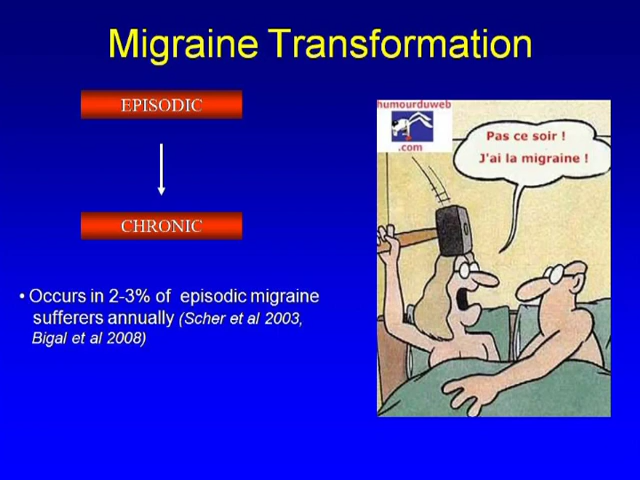 Migraine Transformation
EPISODIC
CHRONIC
• Occurs in 2-3% of episodic migraine
sufferers annually (Scher et al 2003,
Bigal et al 2008)
humourduweb
.com
Pas ce soir !
J'ai la migraine !